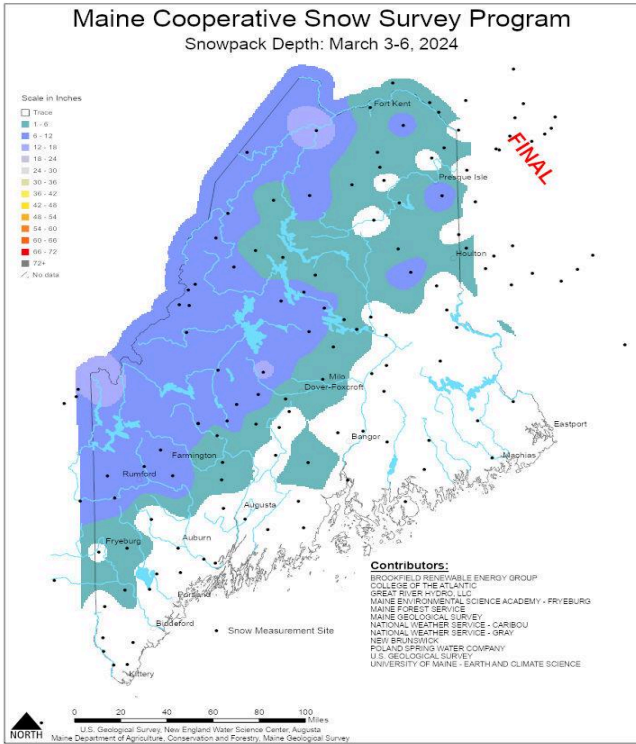 Maine Cooperative Snow Survey Program
Snowpack Depth: March 3-6, 2024
Scale in Inches
Trace
1 - 6
6 - 12
12 - 18
18 - 24
24 - 30
30 - 36
36 - 42
42 - 48
48 - 54
54 - 60
60 - 66
66 - 72
72+
No data
FINAL
Fort Kent
Presque Isle
Houlton
Milo
Dover-Foxcroft
Eastport
Bangor
Machias
Farmington
Rumford
Augusta
Auburn
Fryeburg
Portland
Biddeford
Kittery
Snow Measurement Site
Contributors:
BROOKFIELD RENEWABLE ENERGY GROUP
COLLEGE OF THE ATLANTIC
GREAT RIVER HYDRO, LLC
MAINE ENVIRONMENTAL SCIENCE ACADEMY - FRYEBURG
MAINE FOREST SERVICE
MAINE GEOLOGICAL SURVEY
NATIONAL WEATHER SERVICE - CARIBOU
NATIONAL WEATHER SERVICE - GRAY
NEW BRUNSWICK
POLAND SPRING WATER COMPANY
U.S. GEOLOGICAL SURVEY
UNIVERSITY OF MAINE - EARTH AND CLIMATE SCIENCE
0 20 40 60 80 100
Miles
NORTH
U.S. Geological Survey, New England Water Science Center, Augusta
Maine Department of Agriculture, Conservation and Forestry, Maine Geological Survey